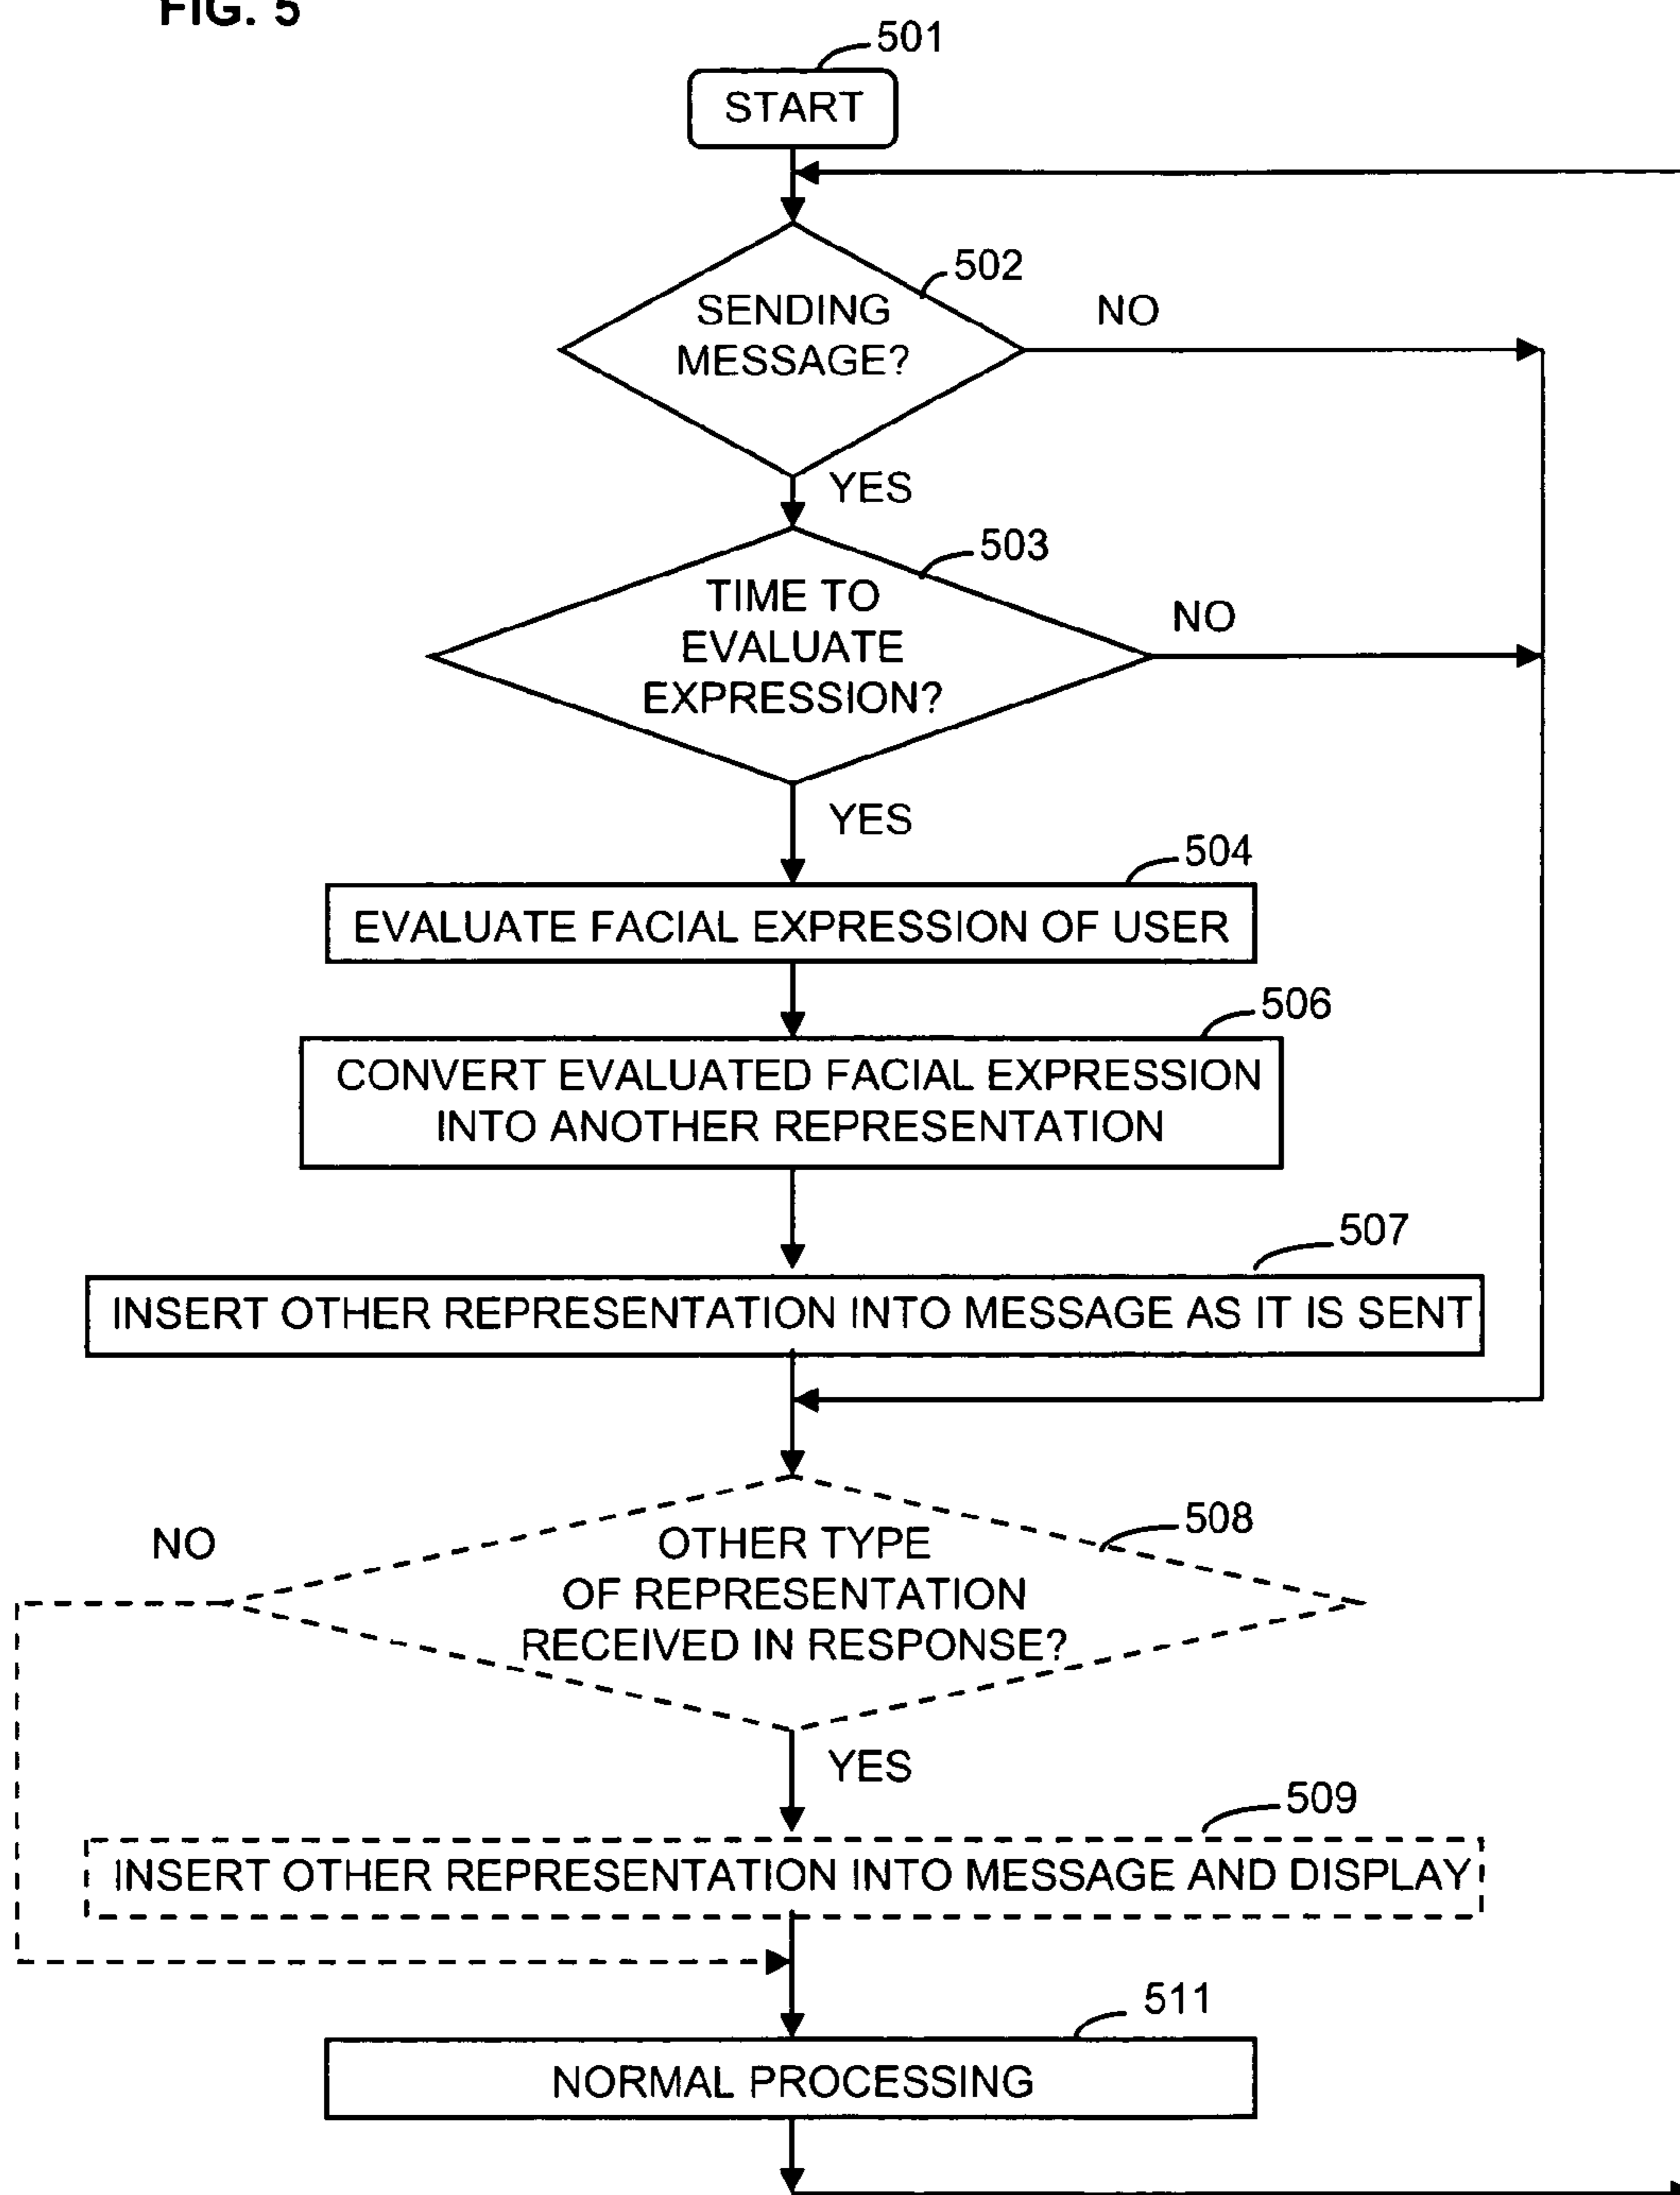 FIG. 5
501
START
502
SENDING
MESSAGE?
NO
YES
503
TIME TO
EVALUATE
EXPRESSION?
NO
YES
504
EVALUATE FACIAL EXPRESSION OF USER
506
CONVERT EVALUATED FACIAL EXPRESSION
INTO ANOTHER REPRESENTATION
507
INSERT OTHER REPRESENTATION INTO MESSAGE AS IT IS SENT
508
NO
OTHER TYPE
OF REPRESENTATION
RECEIVED IN RESPONSE?
YES
509
INSERT OTHER REPRESENTATION INTO MESSAGE AND DISPLAY
511
NORMAL PROCESSING